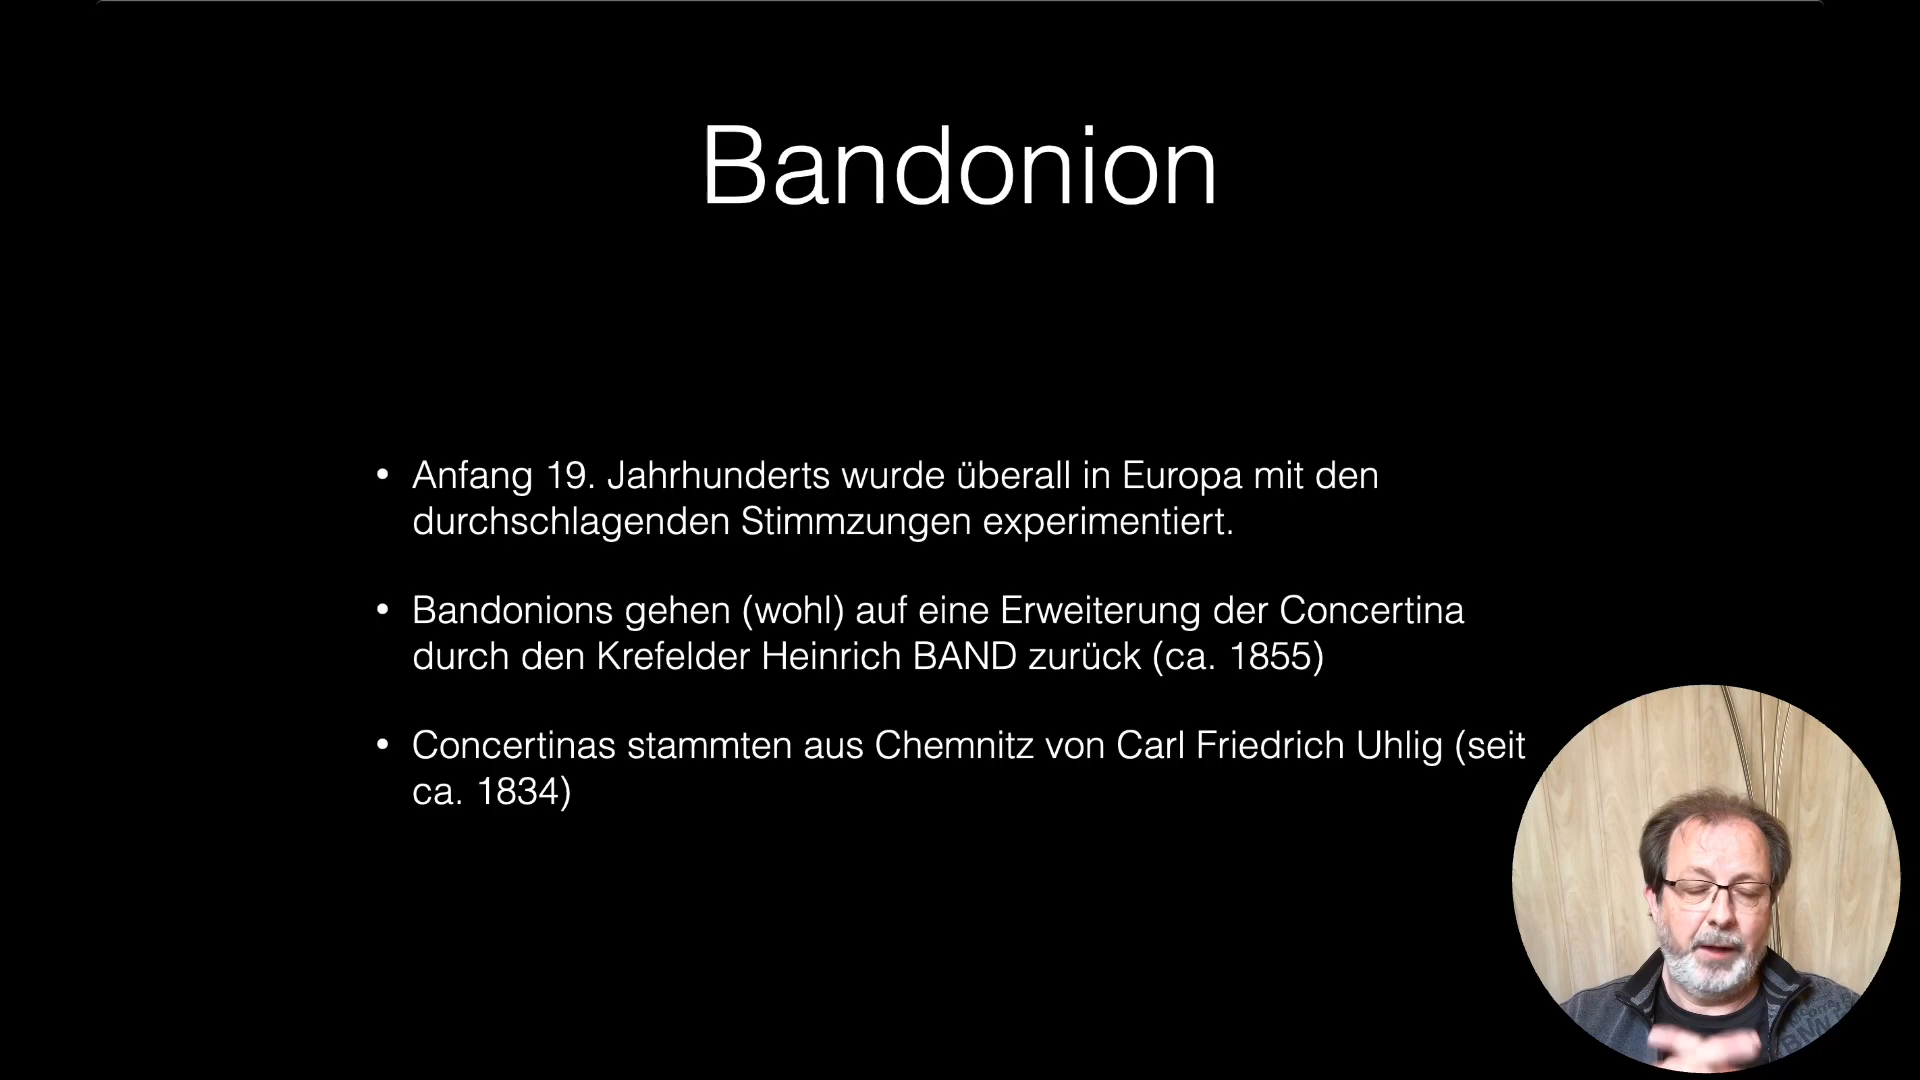 Bandonion
• Anfang 19. Jahrhunderts wurde überall in Europa mit den
durchschlagenden Stimmzungen experimentiert.
• Bandonions gehen (wohl) auf eine Erweiterung der Concertina
durch den Krefelder Heinrich BAND zurück (ca. 1855)
• Concertinas stammten aus Chemnitz von Carl Friedrich Uhlig (seit
ca. 1834)